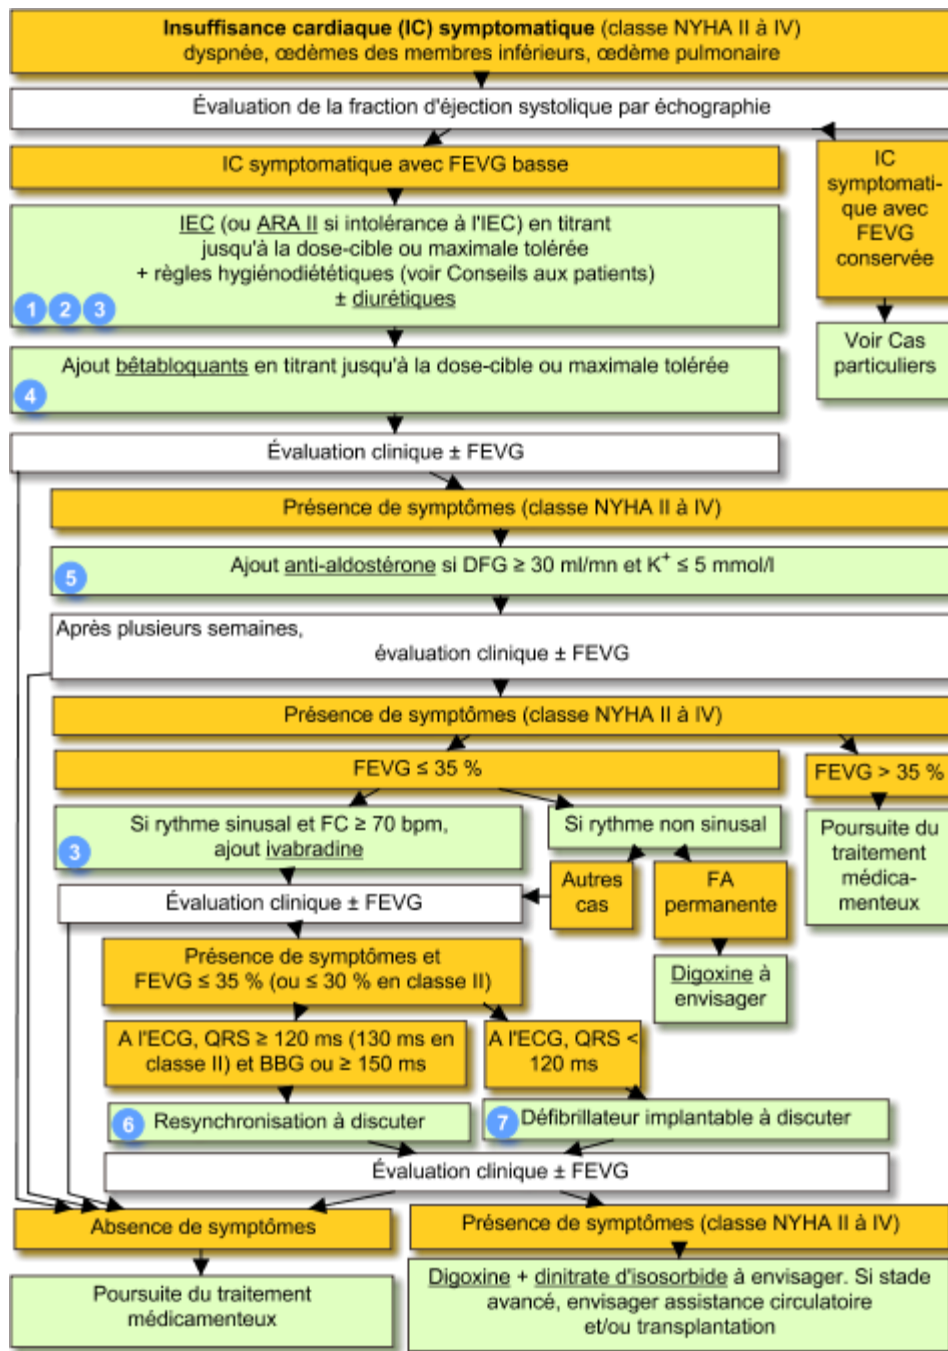 Insuffisance cardiaque (IC) symptomatique (classe NYHA II à IV)
dyspnée, œdèmes des membres inférieurs, œdème pulmonaire
Évaluation de la fraction d'éjection systolique par échographie
IC symptomatique avec FEVG basse
IC
symptomati-
que avec
FEVG
conservée
IEC (ou ARA II si intolérance à l'IEC) en titrant
jusqu'à la dose-cible ou maximale tolérée
+ règles hygiénodiététiques (voir Conseils aux patients)
± diurétiques
1 2 3
Voir Cas
particuliers
Ajout bêtabloquants en titrant jusqu'à la dose-cible ou maximale tolérée
4
Évaluation clinique ± FEVG
Présence de symptômes (classe NYHA II à IV)
Ajout anti-aldostérone si DFG ≥ 30 ml/mn et K+ ≤ 5 mmol/l
5
Après plusieurs semaines,
évaluation clinique ± FEVG
Présence de symptômes (classe NYHA II à IV)
FEVG ≤ 35 %
FEVG > 35 %
Si rythme sinusal et FC ≥ 70 bpm,
ajout ivabradine
3
Si rythme non sinusal
Poursuite du
traitement
médica-
menteux
Autres
cas
FA
permanente
Évaluation clinique ± FEVG
Digoxine à
envisager
Présence de symptômes et
FEVG ≤ 35 % (ou ≤ 30 % en classe II)
A l'ECG, QRS ≥ 120 ms (130 ms en
classe II) et BBG ou ≥ 150 ms
A l'ECG, QRS <
120 ms
6 Resynchronisation à discuter
7 Défibrillateur implantable à discuter
Évaluation clinique ± FEVG
Absence de symptômes
Présence de symptômes (classe NYHA II à IV)
Poursuite du traitement
médicamenteux
Digoxine + dinitrate d'isosorbide à envisager. Si stade
avancé, envisager assistance circulatoire
et/ou transplantation